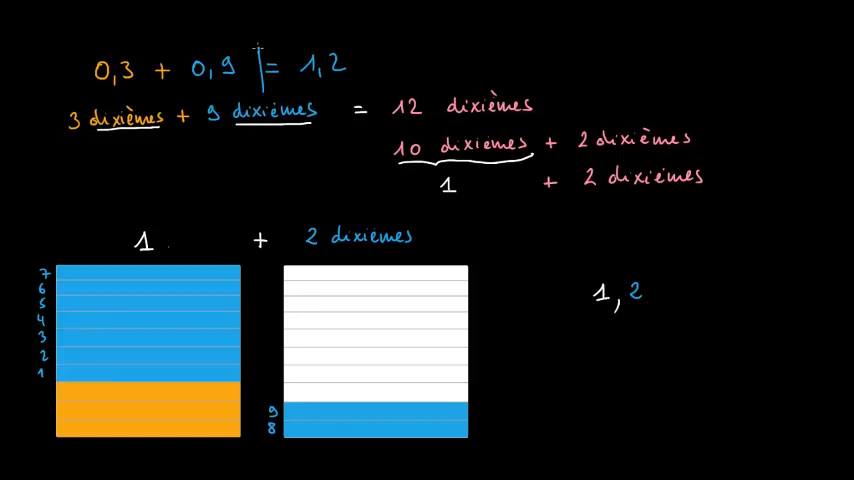 0,3 + 0,9 = 1,2
3 dixièmes + 9 dixièmes = 12 dixièmes
10 dixièmes + 2 dixièmes
1 + 2 dixièmes
1 + 2 dixièmes
7
6
5
4
3
2
1
9
8
1,2